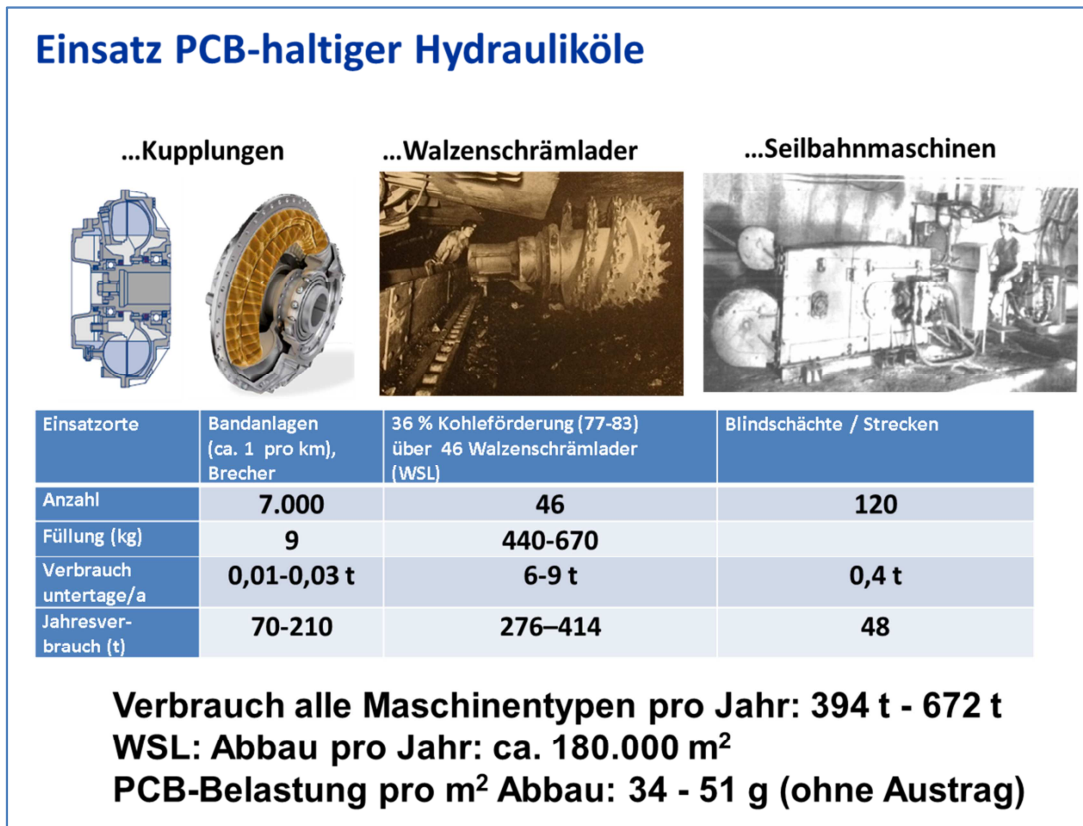 Einsatz PCB-haltiger Hydrauliköle
...Kupplungen
...Walzenschrämlader
...Seilbahnmaschinen
Einsatzorte
Bandanlagen
(ca. 1 pro km),
Brecher
36 % Kohleförderung (77-83)
über 46 Walzenschrämlader
(WSL)
Blindschächte / Strecken
Anzahl
7.000
46
120
Füllung (kg)
9
440-670
Verbrauch
untertage/a
0,01-0,03 t
6-9 t
0,4 t
Jahresver-
brauch (t)
70-210
276–414
48
Verbrauch alle Maschinentypen pro Jahr: 394 t - 672 t
WSL: Abbau pro Jahr: ca. 180.000 m²
PCB-Belastung pro m² Abbau: 34 - 51 g (ohne Austrag)